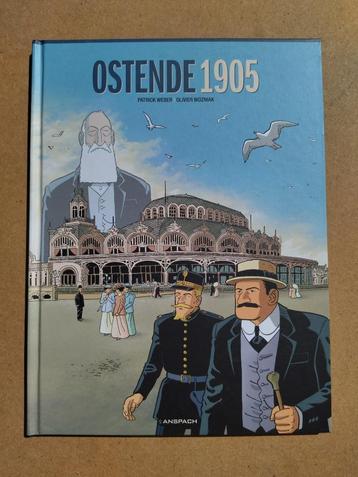 OSTENDE 1905
PATRICK WEBER OLIVIER WOZNIAK
ANSPACH